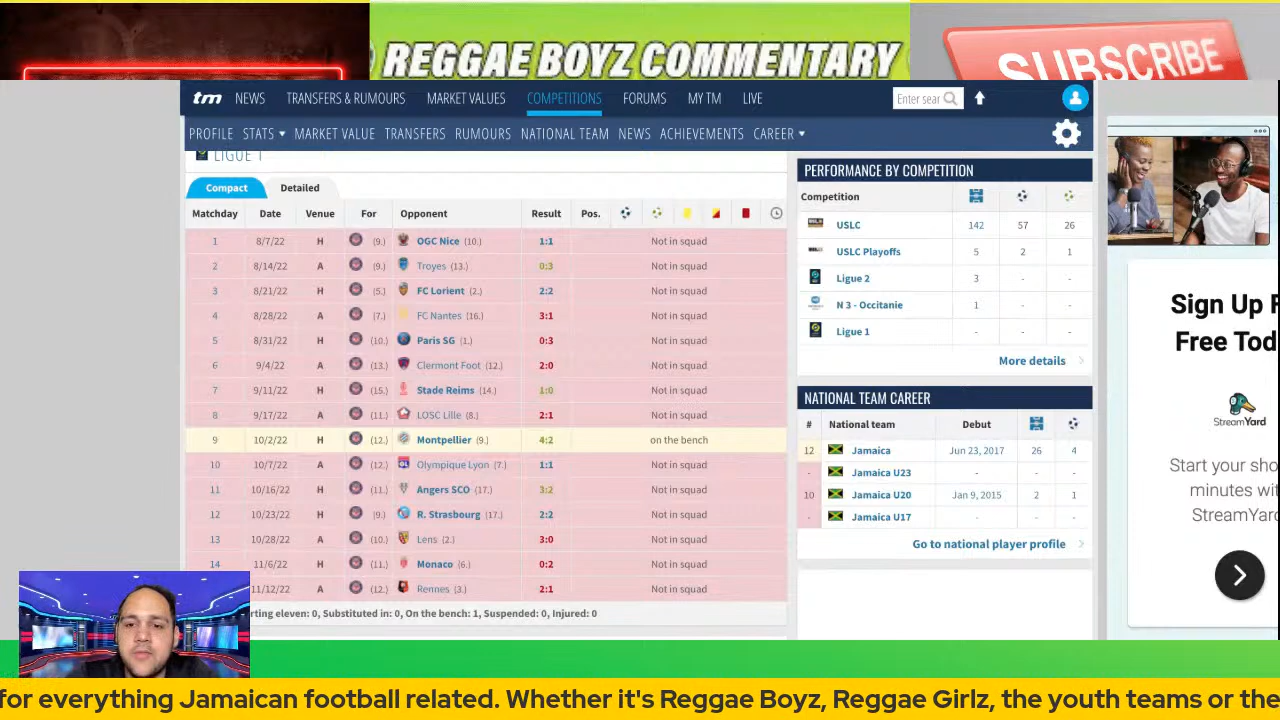 REGGAE BOYZ COMMENTARY
SUBSCRIBE
tm NEWS TRANSFERS & RUMOURS MARKET VALUES COMPETITIONS FORUMS MY TM LIVE Enter sear
PROFILE STATS MARKET VALUE TRANSFERS RUMOURS NATIONAL TEAM NEWS ACHIEVEMENTS CAREER
LIGUE 1
Compact Detailed
Matchday Date Venue For Opponent Result Pos.
1 8/7/22 H (9.) OGC Nice (10.) 1:1 Not in squad
2 8/14/22 A (9.) Troyes (13.) 0:3 Not in squad
3 8/21/22 H (5.) FC Lorient (2.) 2:2 Not in squad
4 8/28/22 A (7.) FC Nantes (16.) 3:1 Not in squad
5 8/31/22 H (10.) Paris SG (1.) 0:3 Not in squad
6 9/4/22 A (13.) Clermont Foot (12.) 2:0 Not in squad
7 9/11/22 H (15.) Stade Reims (14.) 1:0 Not in squad
8 9/17/22 A (11.) LOSC Lille (8.) 2:1 Not in squad
9 10/2/22 H (12.) Montpellier (9.) 4:2 on the bench
10 10/7/22 A (12.) Olympique Lyon (7.) 1:1 Not in squad
11 10/16/22 H (11.) Angers SCO (17.) 3:2 Not in squad
12 10/23/22 H (9.) R. Strasbourg (17.) 2:2 Not in squad
13 10/28/22 A (10.) Lens (2.) 3:0 Not in squad
14 11/6/22 H (11.) Monaco (6.) 0:2 Not in squad
11/12/22 A (12.) Rennes (3.) 2:1 Not in squad
rting eleven: 0, Substituted in: 0, On the bench: 1, Suspended: 0, Injured: 0
PERFORMANCE BY COMPETITION
Competition
USLC 142 57 26
USLC Playoffs 5 2 1
Ligue 2 3 - -
N 3 - Occitanie 1 - -
Ligue 1 - - -
More details
NATIONAL TEAM CAREER
# National team Debut
12 Jamaica Jun 23, 2017 26 4
- Jamaica U23 - -
10 Jamaica U20 Jan 9, 2015 2 1
- Jamaica U17 - -
Go to national player profile
Sign Up F
Free Tod
StreamYard
Start your sho
minutes wit
StreamYar
for everything Jamaican football related. Whether it's Reggae Boyz, Reggae Girlz, the youth teams or the